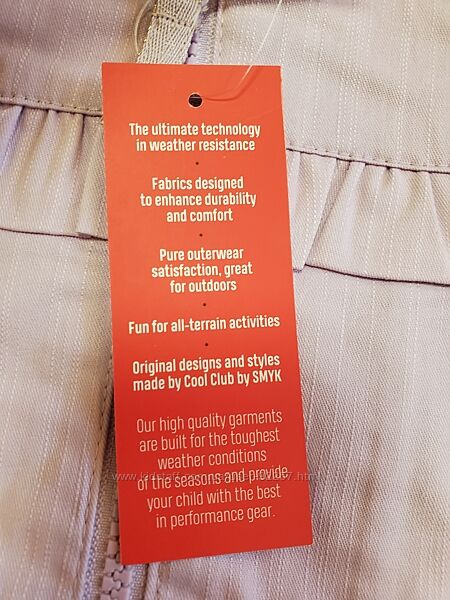 The ultimate technology
in weather resistance
•
Fabrics designed
to enhance durability
and comfort
•
Pure outerwear
satisfaction, great
for outdoors
•
Fun for all-terrain activities
•
Original designs and styles
made by Cool Club by SMYK
Our high quality garments
are built for the toughest
weather conditions
of the seasons and provide
your child with the best
in performance gear.